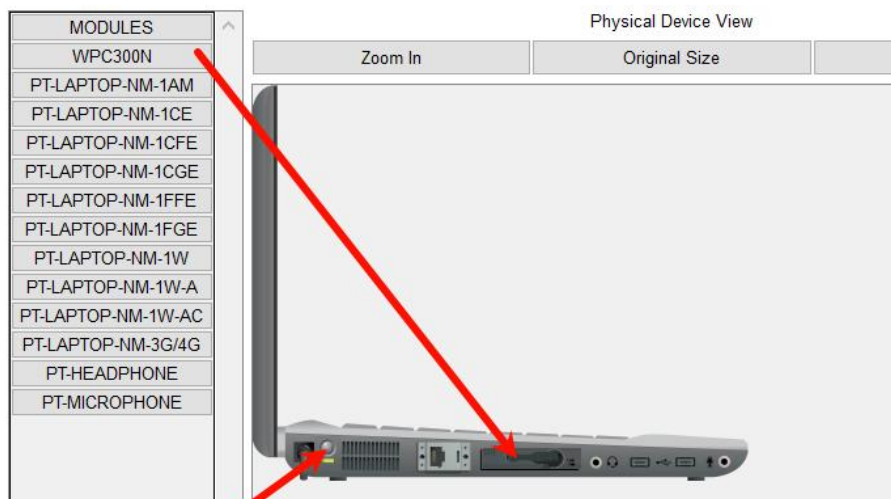 MODULES
WPC300N
PT-LAPTOP-NM-1AM
PT-LAPTOP-NM-1CE
PT-LAPTOP-NM-1CFE
PT-LAPTOP-NM-1CGE
PT-LAPTOP-NM-1FFE
PT-LAPTOP-NM-1FGE
PT-LAPTOP-NM-1W
PT-LAPTOP-NM-1W-A
PT-LAPTOP-NM-1W-AC
PT-LAPTOP-NM-3G/4G
PT-HEADPHONE
PT-MICROPHONE
Physical Device View
Zoom In
Original Size